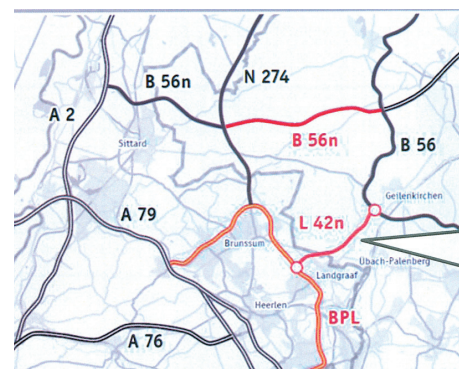 B 56n
N 274
A 2
B 56n
B 56
Sittard
Geilenkirchen
A 79
L 42n
Brunssum
Übach-Palenberg
Landgraaf
Heerlen
BPL
A 76